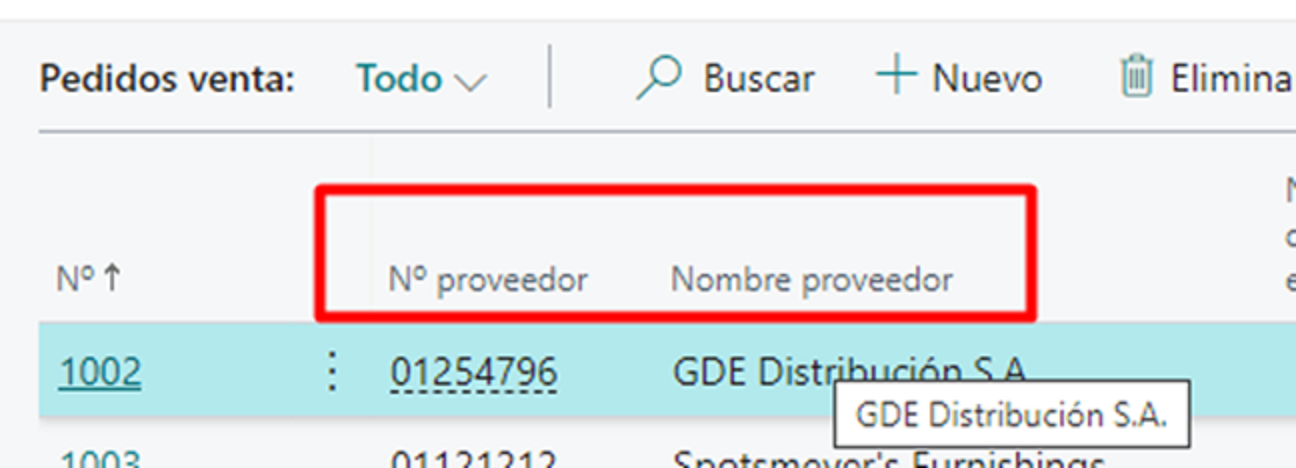 Pedidos venta: Todo Buscar Nuevo Elimina
Nº ↑ Nº proveedor Nombre proveedor
1002 01254796 GDE Distribución S.A.
GDE Distribución S.A.
1003 01121212 Spotsmeyer's Furnishings